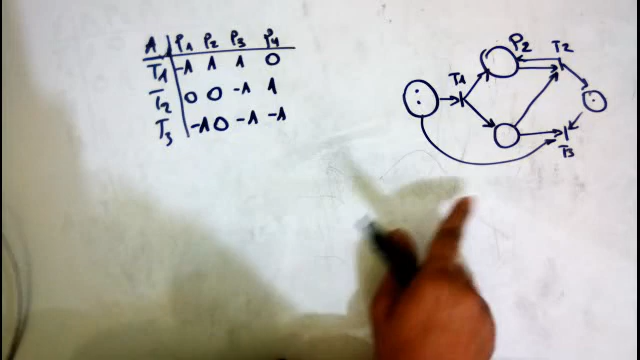 A P1 P2 P3 P4
T1 -1 1 1 0
T2 0 0 -1 1
T3 -1 0 -1 -1
P2 T2
T1
T3